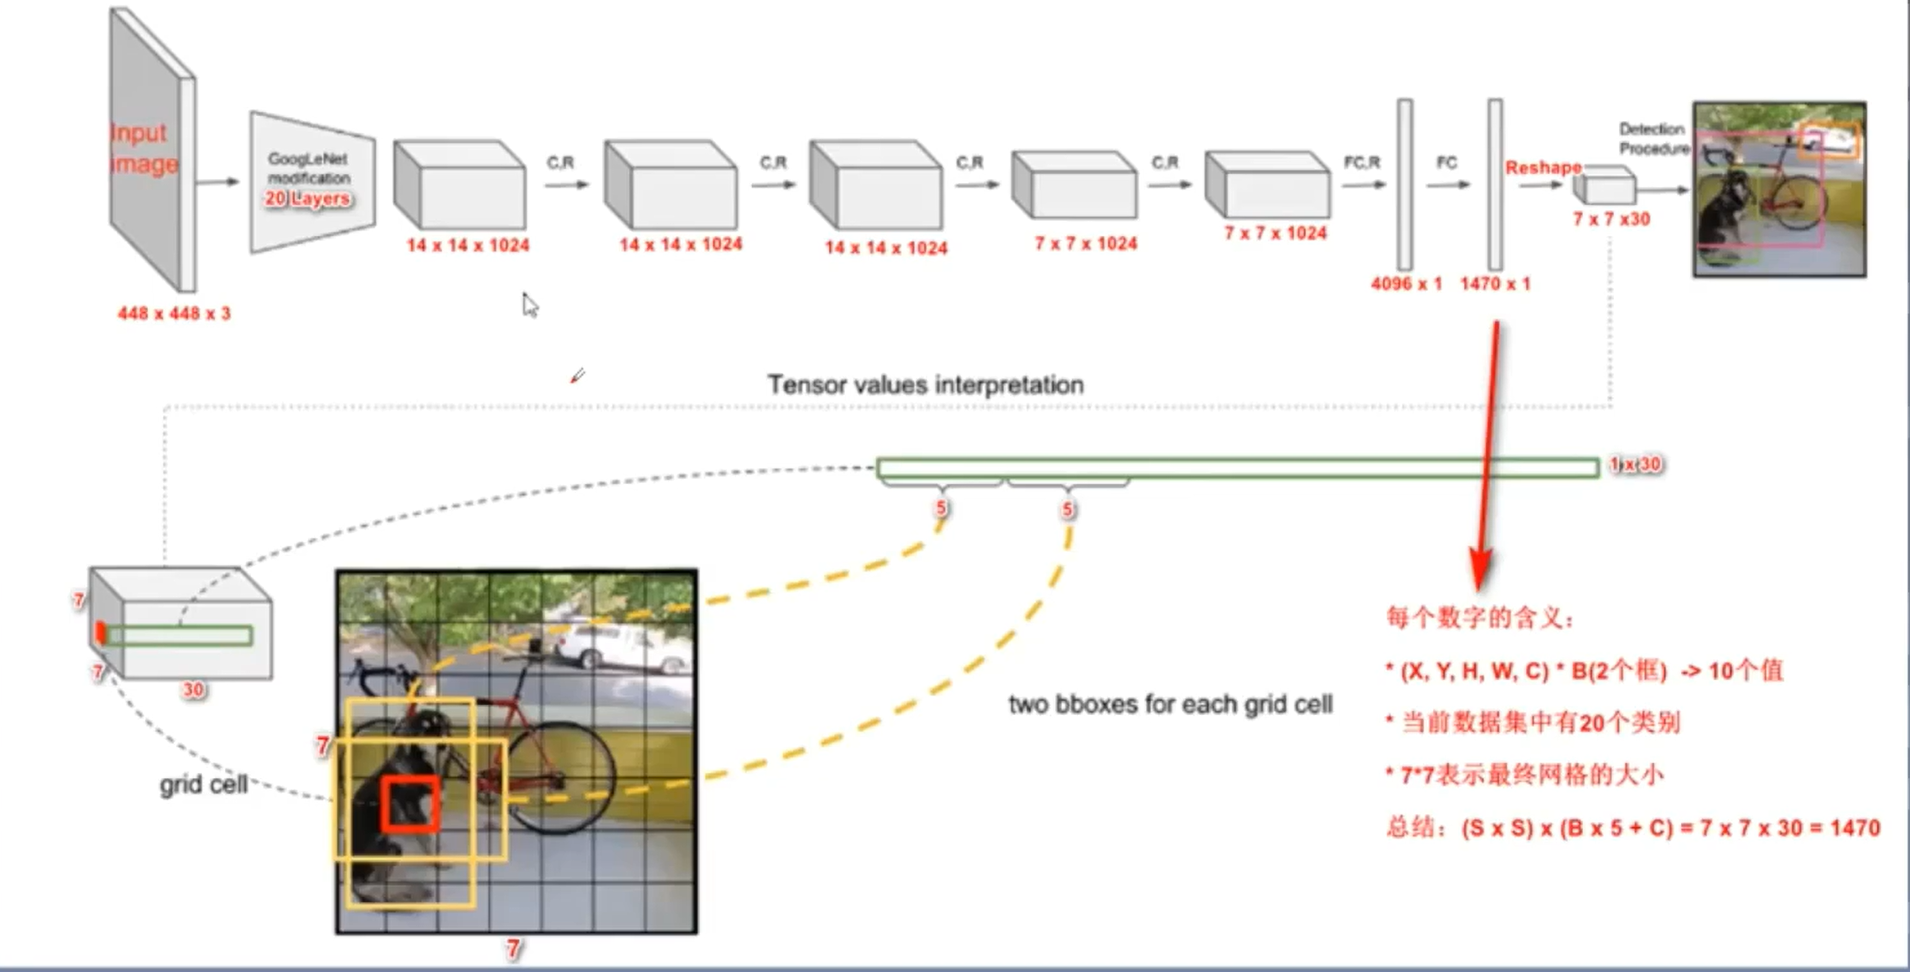 Input
image
448 x 448 x 3
GoogLeNet
modification
20 Layers
14 x 14 x 1024
C,R
14 x 14 x 1024
C,R
14 x 14 x 1024
C,R
7 x 7 x 1024
C,R
7 x 7 x 1024
FC,R
4096 x 1
FC
1470 x 1
Reshape
7 x 7 x30
Detection
Procedure
Tensor values interpretation
1 x 30
5
5
7
7
30
grid cell
7
7
two bboxes for each grid cell
每个数字的含义：
* (X, Y, H, W, C) * B(2个框) -> 10个值
* 当前数据集中有20个类别
* 7*7表示最终网格的大小
总结：(S x S) x (B x 5 + C) = 7 x 7 x 30 = 1470